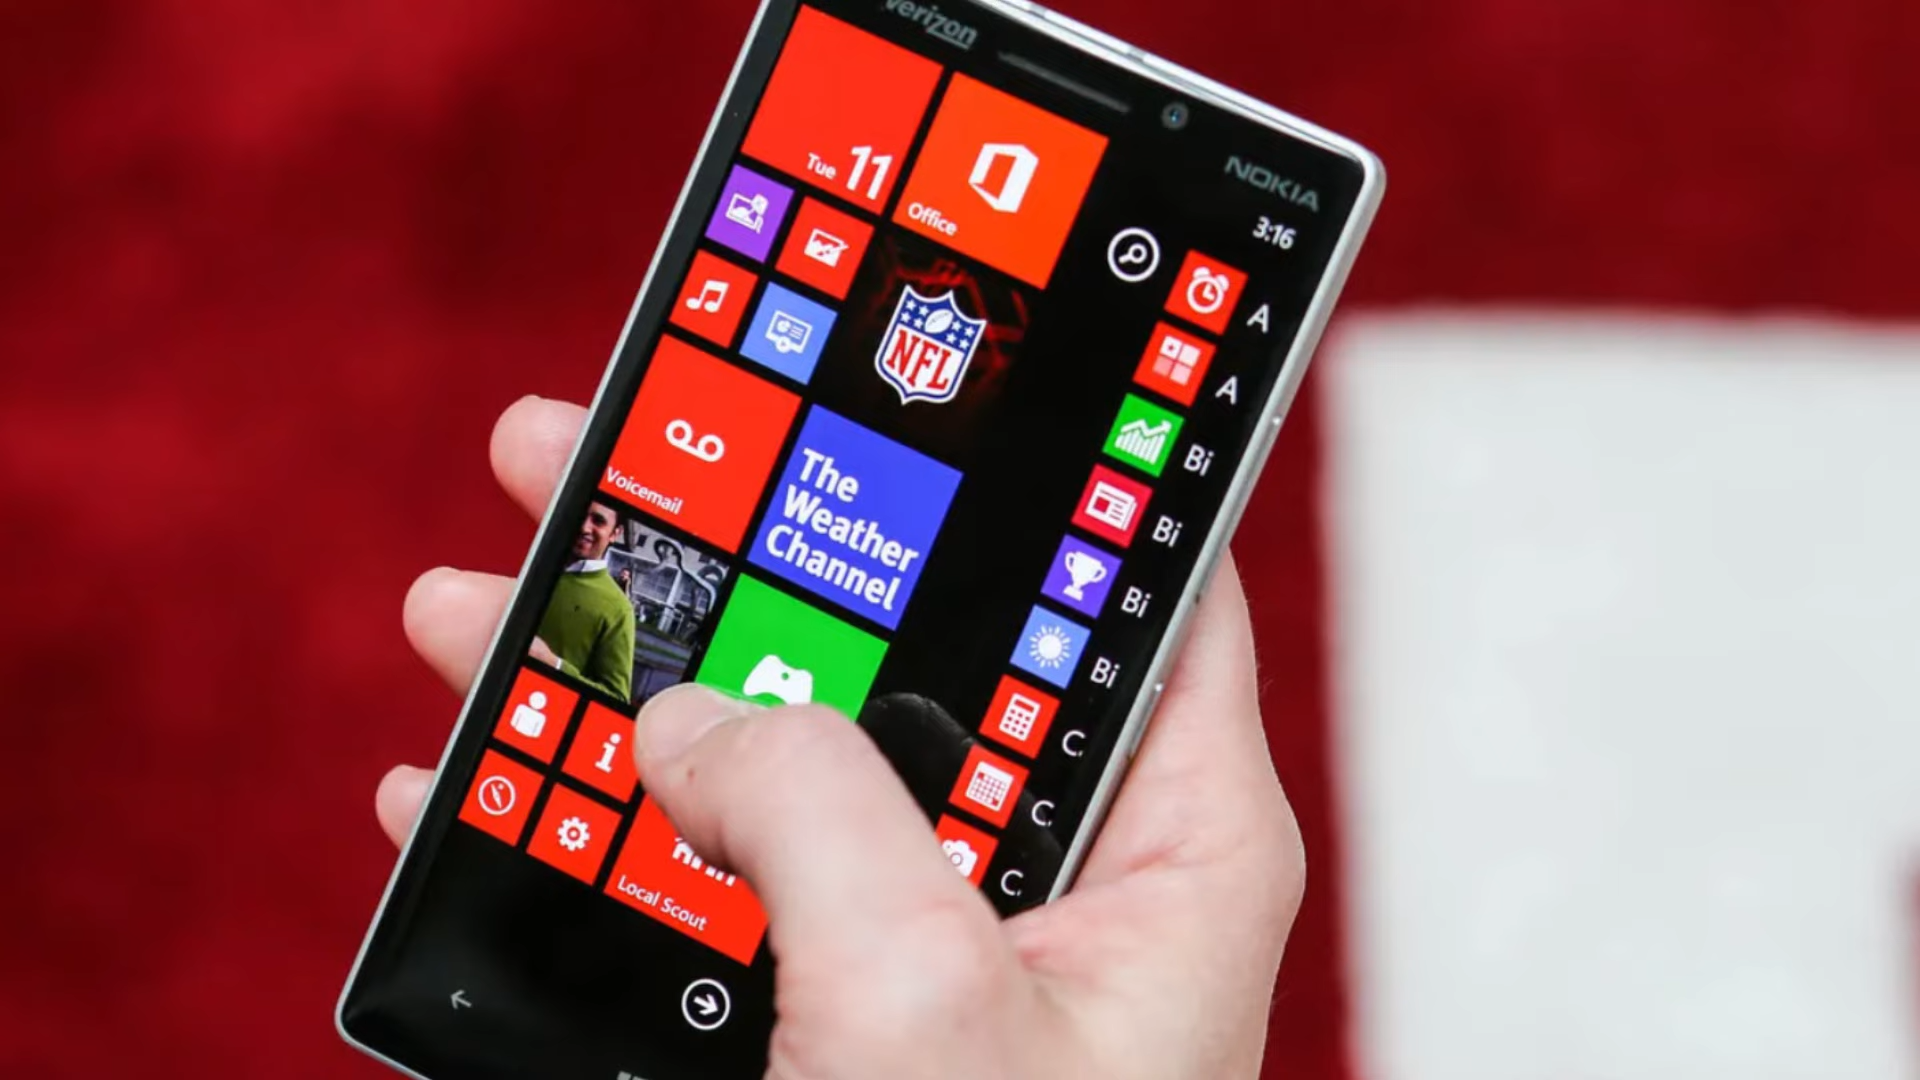 verizon
NOKIA
3:16
Tue 11
Office
NFL
A
A
Bi
Bi
Bi
Bi
C
C
C
Voicemail
The
Weather
Channel
Local Scout